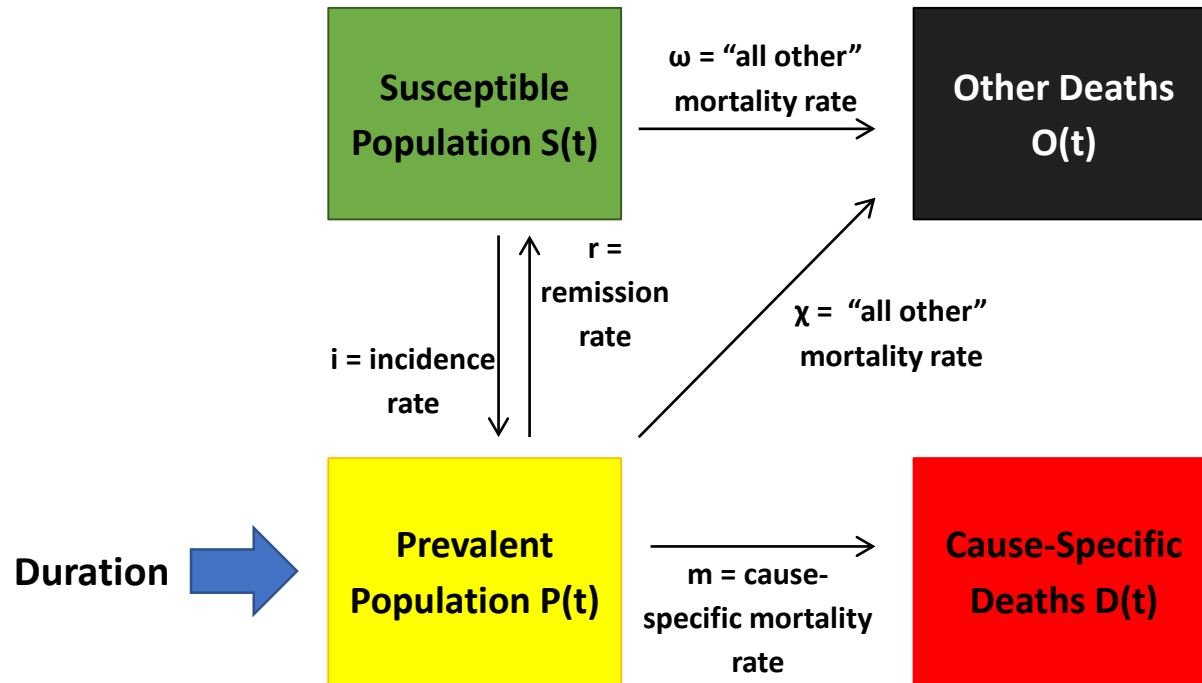 Susceptible
Population S(t)
ω = “all other”
mortality rate
Other Deaths
O(t)
r =
remission
rate
i = incidence
rate
χ = “all other”
mortality rate
Duration
Prevalent
Population P(t)
m = cause-
specific mortality
rate
Cause-Specific
Deaths D(t)